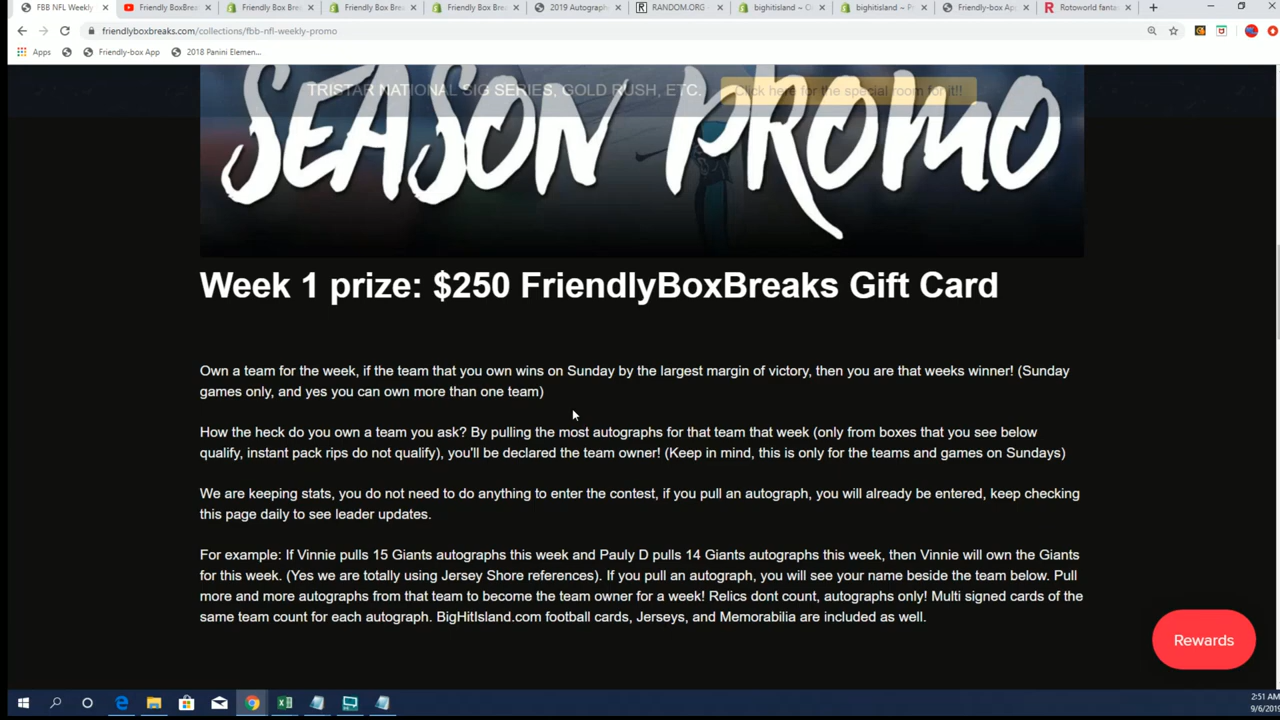 FBB NFL Weekly
Friendly BoxBreak
Friendly Box Bre
Friendly Box Brea
Friendly Box Brea
2019 Autograph
RANDOM.ORG
bighitisland ~ O
bighitisland ~ P
Friendly-box Ap
Rotoworld fanta
friendlyboxbreaks.com/collections/fbb-nfl-weekly-promo
Apps
Friendly-box App
2018 Panini Elemen...
TRISTAR NATIONAL SIG SERIES, GOLD RUSH, ETC.
Click here for the special room for it!!
SEASON PROMO
Week 1 prize: $250 FriendlyBoxBreaks Gift Card
Own a team for the week, if the team that you own wins on Sunday by the largest margin of victory, then you are that weeks winner! (Sunday
games only, and yes you can own more than one team)
How the heck do you own a team you ask? By pulling the most autographs for that team that week (only from boxes that you see below
qualify, instant pack rips do not qualify), you'll be declared the team owner! (Keep in mind, this is only for the teams and games on Sundays)
We are keeping stats, you do not need to do anything to enter the contest, if you pull an autograph, you will already be entered, keep checking
this page daily to see leader updates.
For example: If Vinnie pulls 15 Giants autographs this week and Pauly D pulls 14 Giants autographs this week, then Vinnie will own the Giants
for this week. (Yes we are totally using Jersey Shore references). If you pull an autograph, you will see your name beside the team below. Pull
more and more autographs from that team to become the team owner for a week! Relics dont count, autographs only! Multi signed cards of the
same team count for each autograph. BigHitIsland.com football cards, Jerseys, and Memorabilia are included as well.
Rewards
2:51 AM
9/6/2019